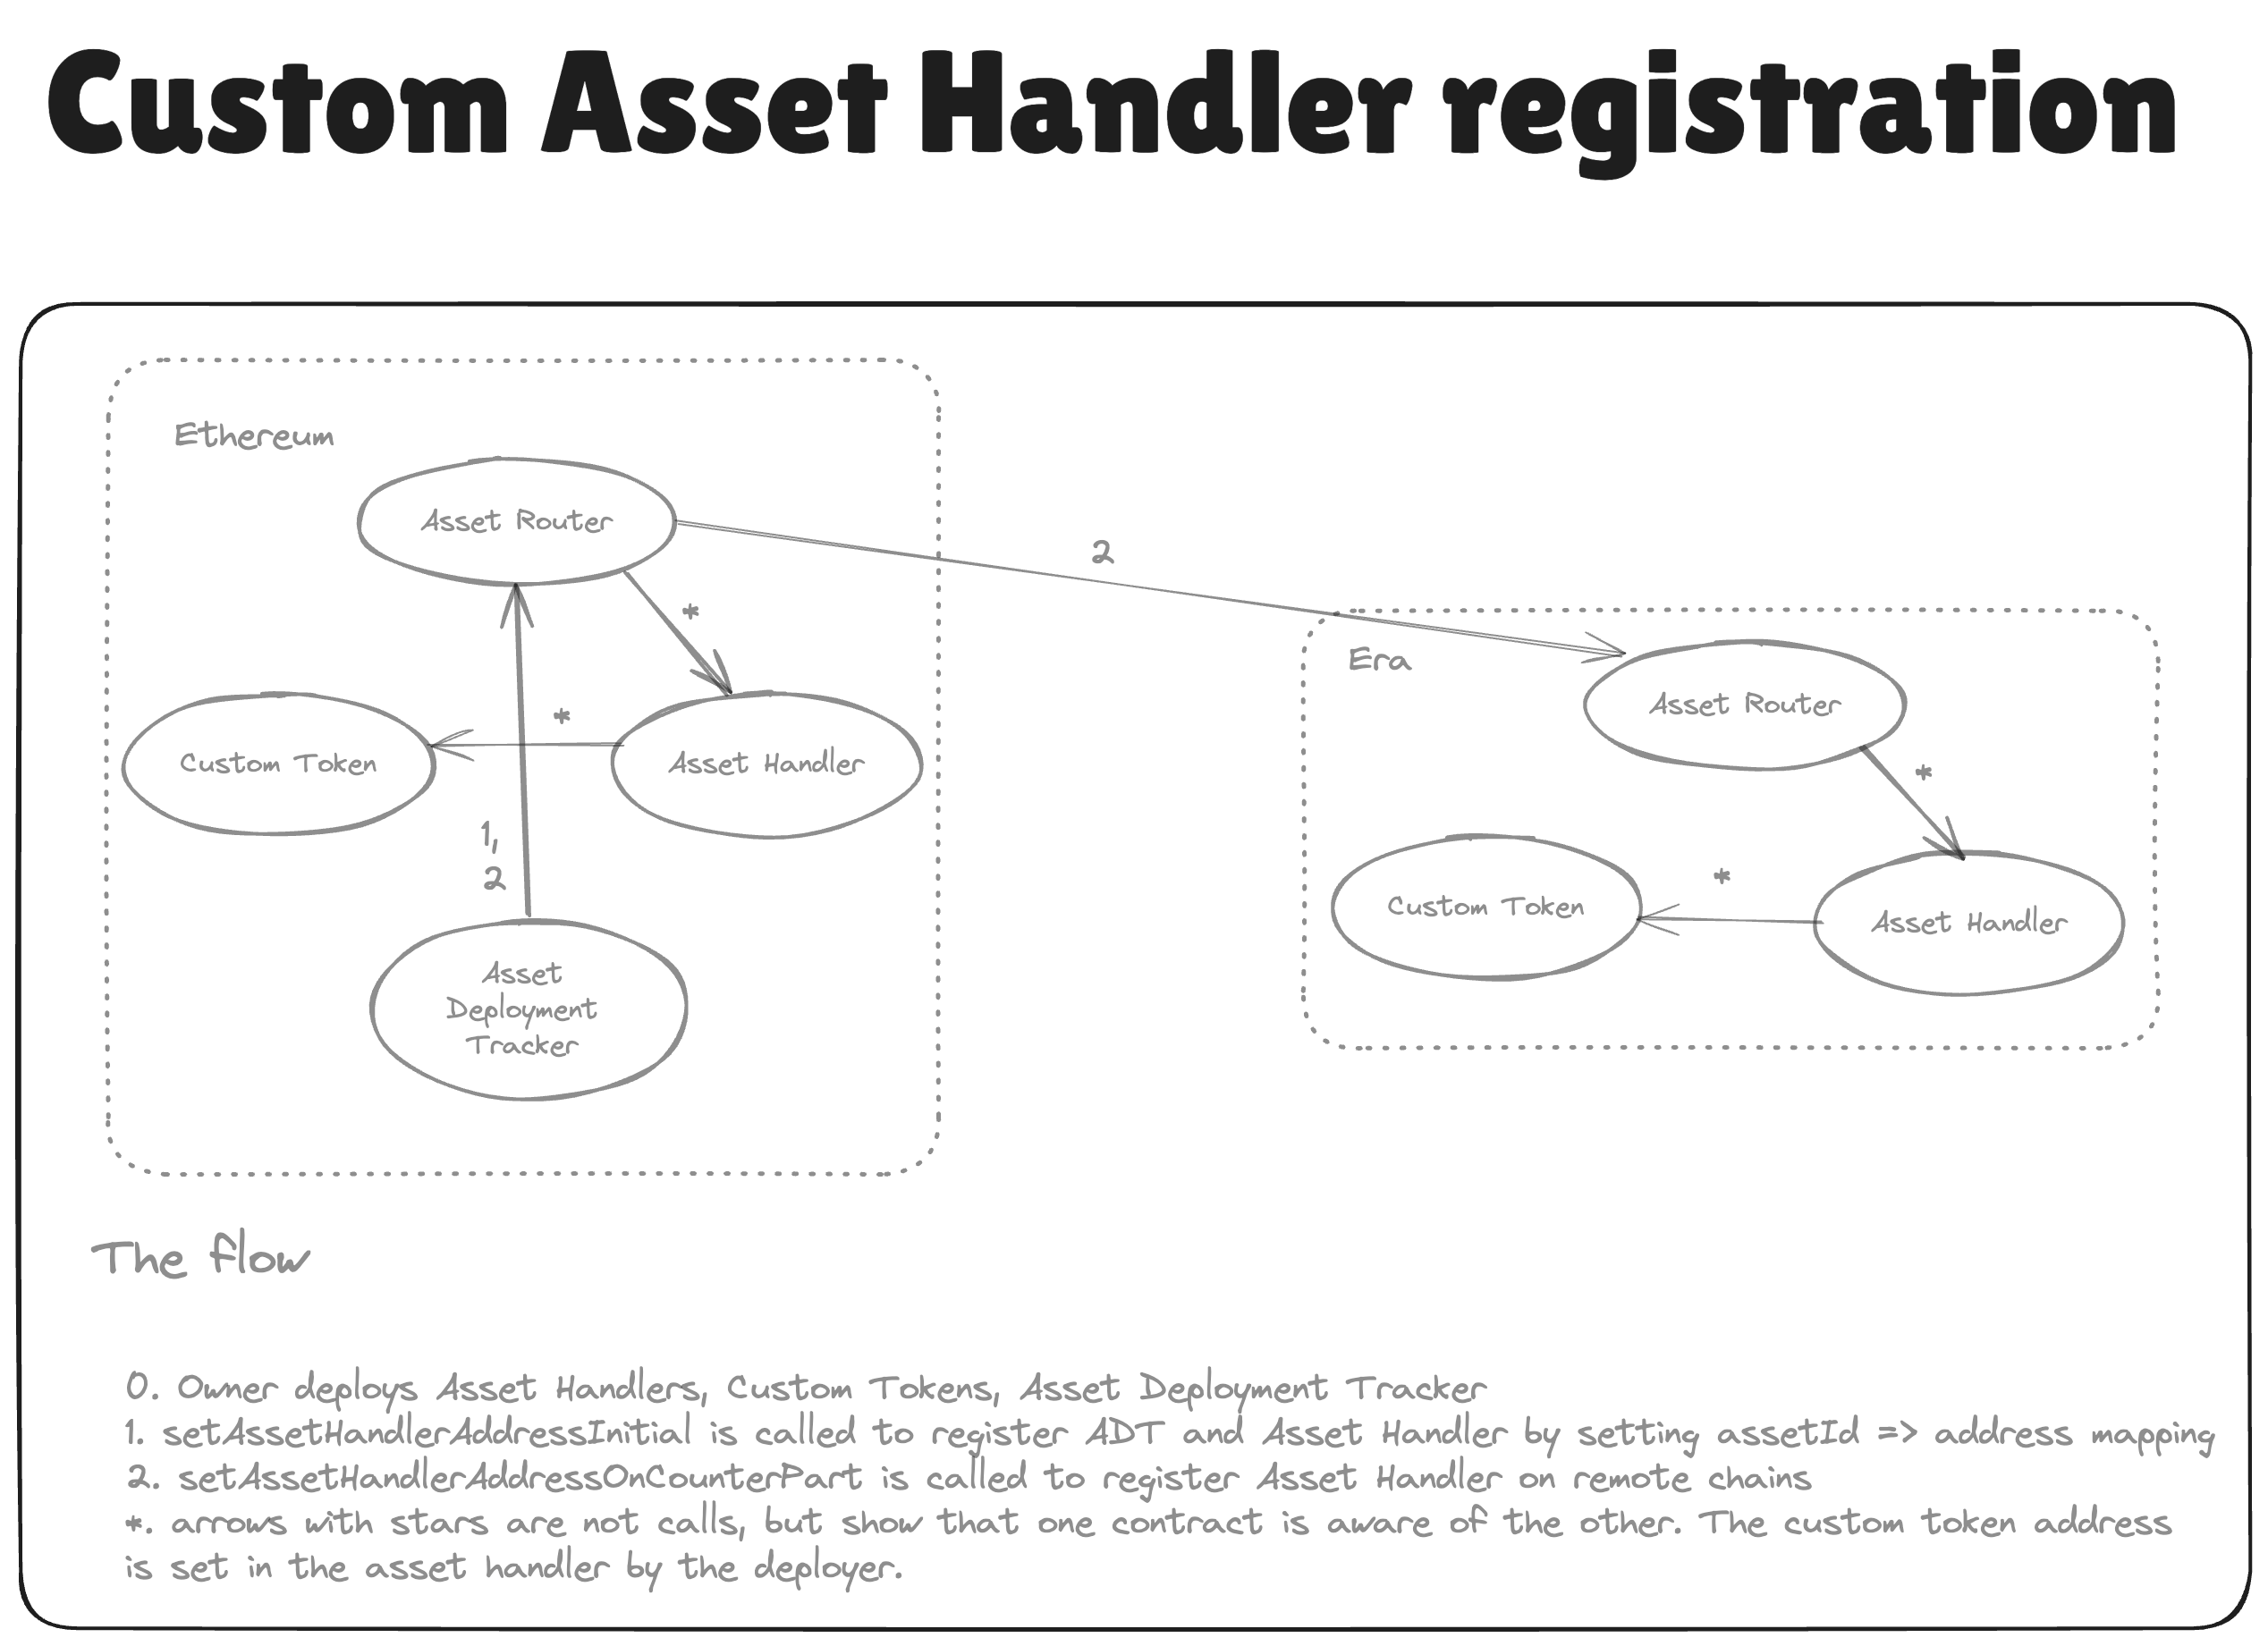 Custom Asset Handler registration
Ethereum
Asset Router
2
*
Era
Asset Router
*
Custom Token
*
Asset Handler
*
Custom Token
Asset Handler
1,
2
Asset
Deployment
Tracker
The flow
0. Owner deploys Asset Handlers, Custom Tokens, Asset Deployment Tracker
1. setAssetHandlerAddressInitial is called to register ADT and Asset Handler by setting assetId => address mapping
2. setAssetHandlerAddressOnCounterPart is called to register Asset Handler on remote chains
*. arrows with stars are not calls, but show that one contract is aware of the other. The custom token address
is set in the asset handler by the deployer.